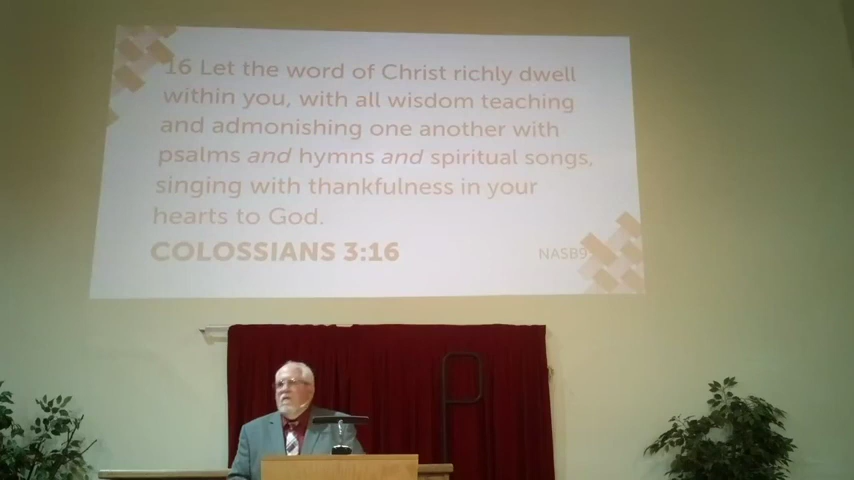 16 Let the word of Christ richly dwell
within you, with all wisdom teaching
and admonishing one another with
psalms and hymns and spiritual songs,
singing with thankfulness in your
hearts to God.
COLOSSIANS 3:16
NASB9